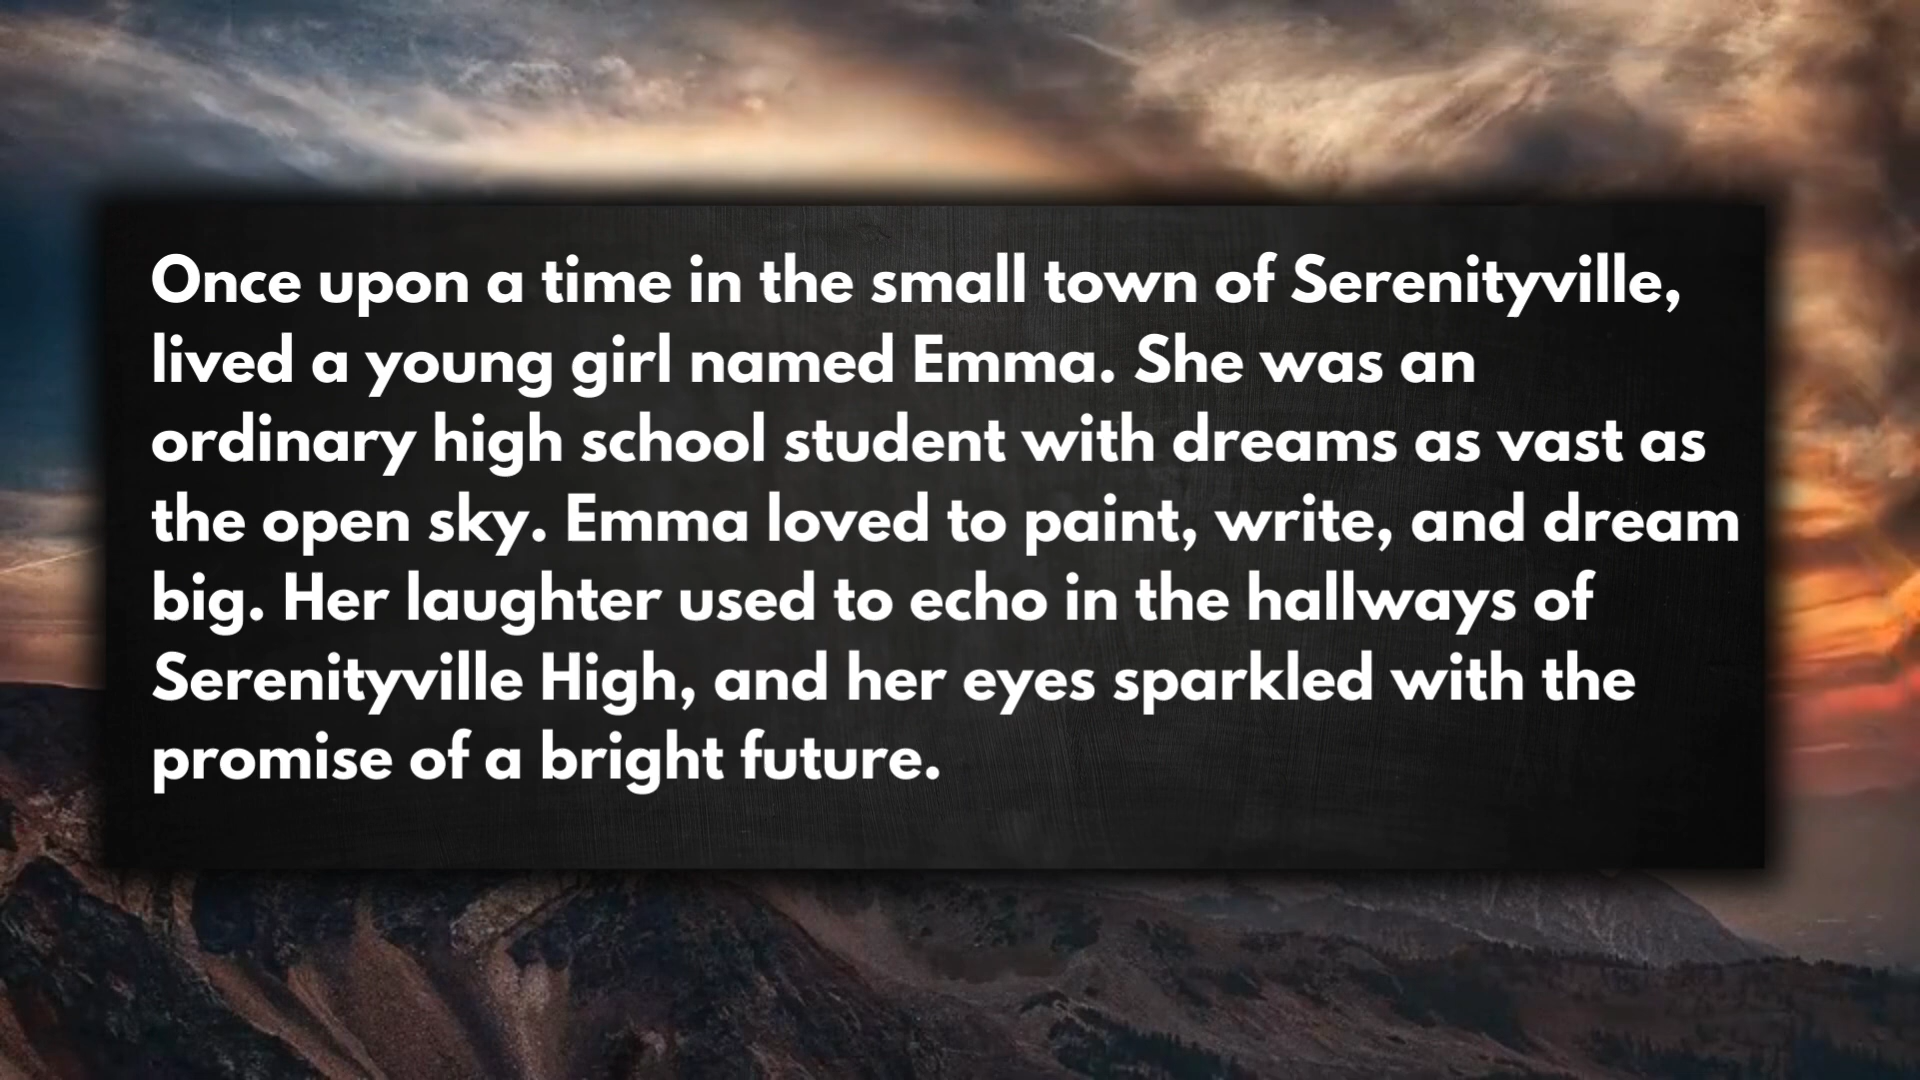 Once upon a time in the small town of Serenityville,
lived a young girl named Emma. She was an
ordinary high school student with dreams as vast as
the open sky. Emma loved to paint, write, and dream
big. Her laughter used to echo in the hallways of
Serenityville High, and her eyes sparkled with the
promise of a bright future.